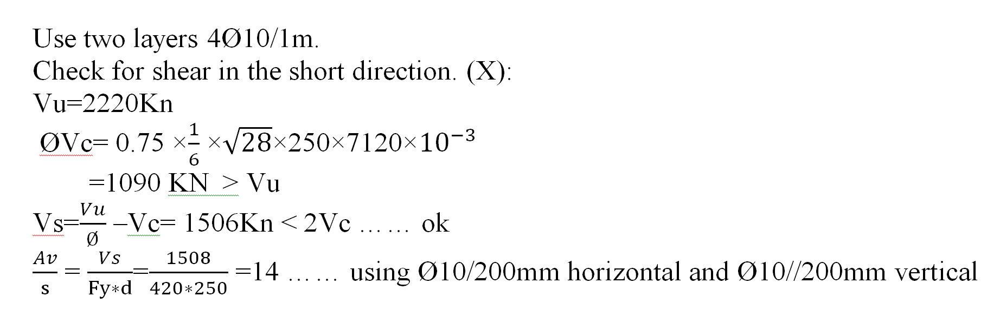 Use two layers 4Ø10/1m.
Check for shear in the short direction. (X):
Vu=2220Kn
ØVc= 0.75 ×1/6 ×√28×250×7120×10⁻³
=1090 KN > Vu
Vs=Vu/Ø –Vc= 1506Kn < 2Vc …… ok
Av/s = Vs/Fy*d = 1508/420*250 =14 …… using Ø10/200mm horizontal and Ø10//200mm vertical